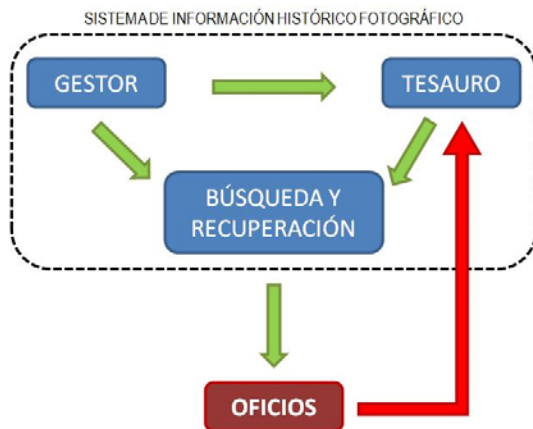 SISTEMA DE INFORMACIÓN HISTÓRICO FOTOGRÁFICO
GESTOR
TESAURO
BÚSQUEDA Y
RECUPERACIÓN
OFICIOS